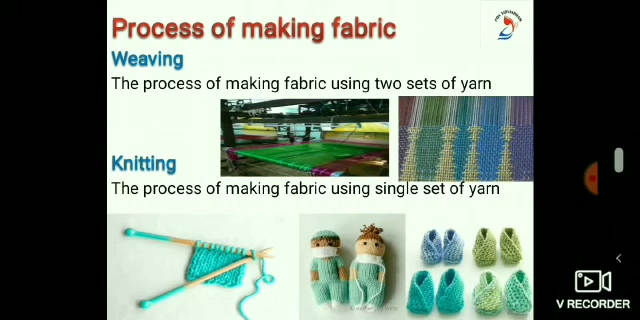 Process of making fabric
Weaving
The process of making fabric using two sets of yarn
Knitting
The process of making fabric using single set of yarn
V RECORDER